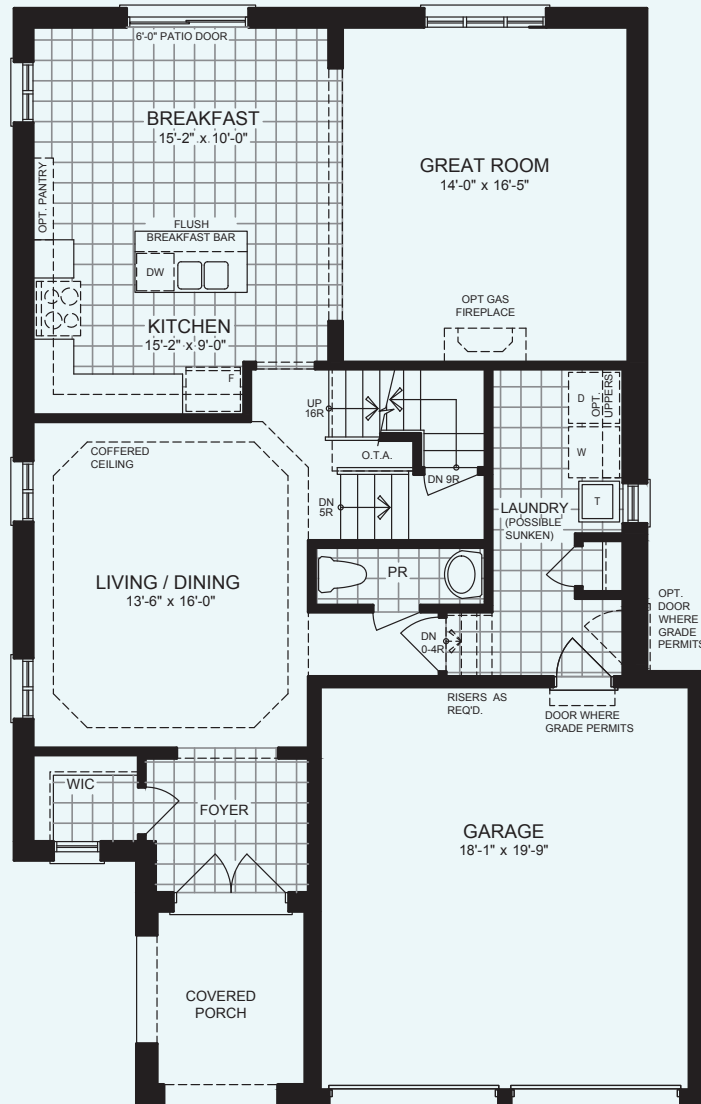 6'-0" PATIO DOOR
BREAKFAST
15'-2" x 10'-0"
GREAT ROOM
14'-0" x 16'-5"
OPT. PANTRY
FLUSH
BREAKFAST BAR
DW
KITCHEN
15'-2" x 9'-0"
F
OPT GAS
FIREPLACE
UP
16R
O.T.A.
DN 9R
DN
5R
D
OPT.
UPPERS
W
T
LAUNDRY
(POSSIBLE
SUNKEN)
COFFERED
CEILING
LIVING / DINING
13'-6" x 16'-0"
PR
DN
0-4R
OPT.
DOOR
WHERE
GRADE
PERMITS
RISERS AS
REQ'D.
DOOR WHERE
GRADE PERMITS
WIC
FOYER
GARAGE
18'-1" x 19'-9"
COVERED
PORCH